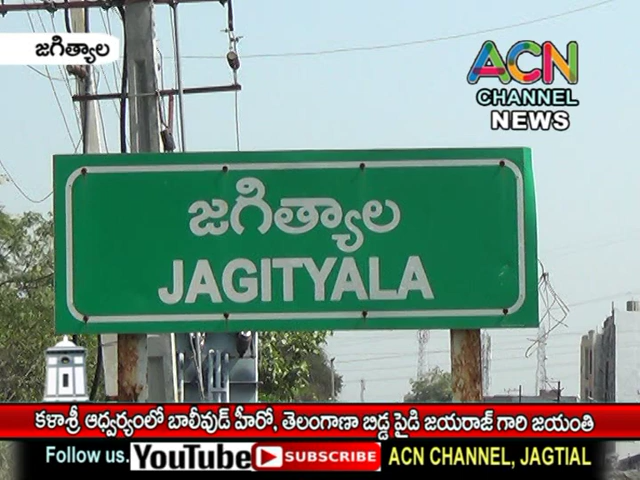 జగిత్యాల
ACN
CHANNEL
NEWS
జగిత్యాల
JAGITYALA
కళాశ్రీ ఆధ్వర్యంలో బాలీవుడ్ హీరో, తెలంగాణా బిడ్డ పైడి జయరాజ్ గారి జయంతి
Follow us. YouTube SUBSCRIBE ACN CHANNEL, JAGTIAL